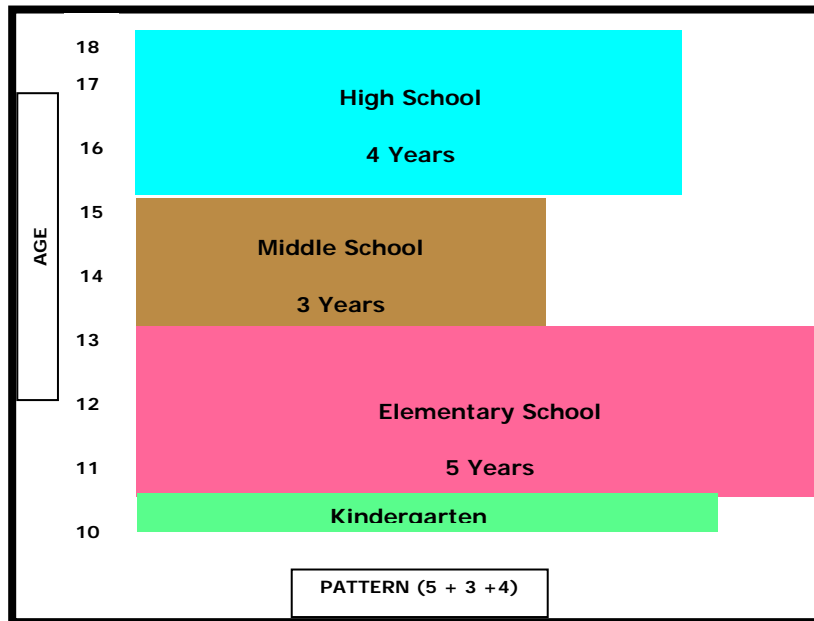 18
17
High School
16
4 Years
15
Middle School
AGE
14
3 Years
13
12
Elementary School
11
5 Years
Kindergarten
10
PATTERN (5 + 3 +4)